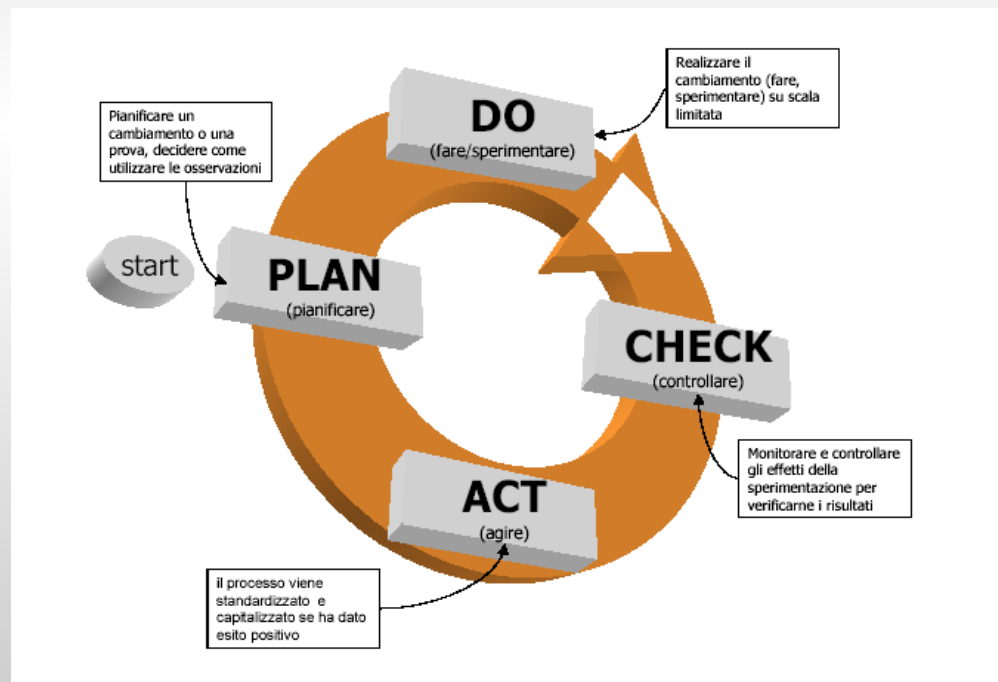 Pianificare un
cambiamento o una
prova, decidere come
utilizzare le osservazioni
start
PLAN
(pianificare)
DO
(fare/sperimentare)
Realizzare il
cambiamento (fare,
sperimentare) su scala
limitata
CHECK
(controllare)
Monitorare e controllare
gli effetti della
sperimentazione per
verificarne i risultati
ACT
(agire)
il processo viene
standardizzato e
capitalizzato se ha dato
esito positivo